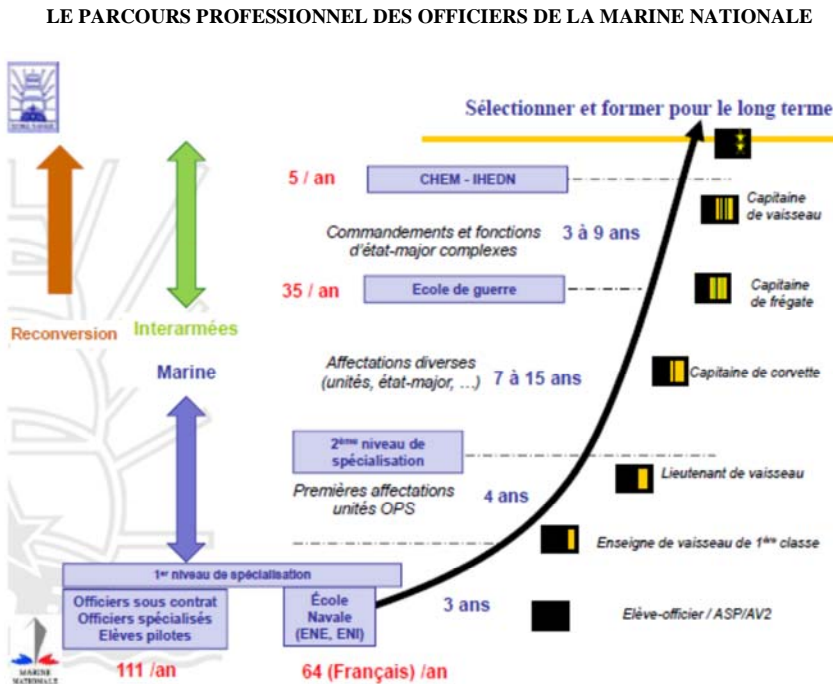 LE PARCOURS PROFESSIONNEL DES OFFICIERS DE LA MARINE NATIONALE
Sélectionner et former pour le long terme
5 / an
CHEM - IHEDN
Capitaine
de vaisseau
Commandements et fonctions
d'état-major complexes
3 à 9 ans
35 / an
Ecole de guerre
Capitaine
de frégate
Reconversion
Interarmées
Marine
Affectations diverses
(unités, état-major, …)
7 à 15 ans
Capitaine de corvette
2ème niveau de
spécialisation
Lieutenant de vaisseau
Premières affectations
unités OPS
4 ans
Enseigne de vaisseau de 1ère classe
1er niveau de spécialisation
Officiers sous contrat
Officiers spécialisés
Elèves pilotes
École
Navale
(ENE, ENI)
3 ans
Elève-officier / ASP/AV2
MARINE
NATIONALE
111 /an
64 (Français) /an